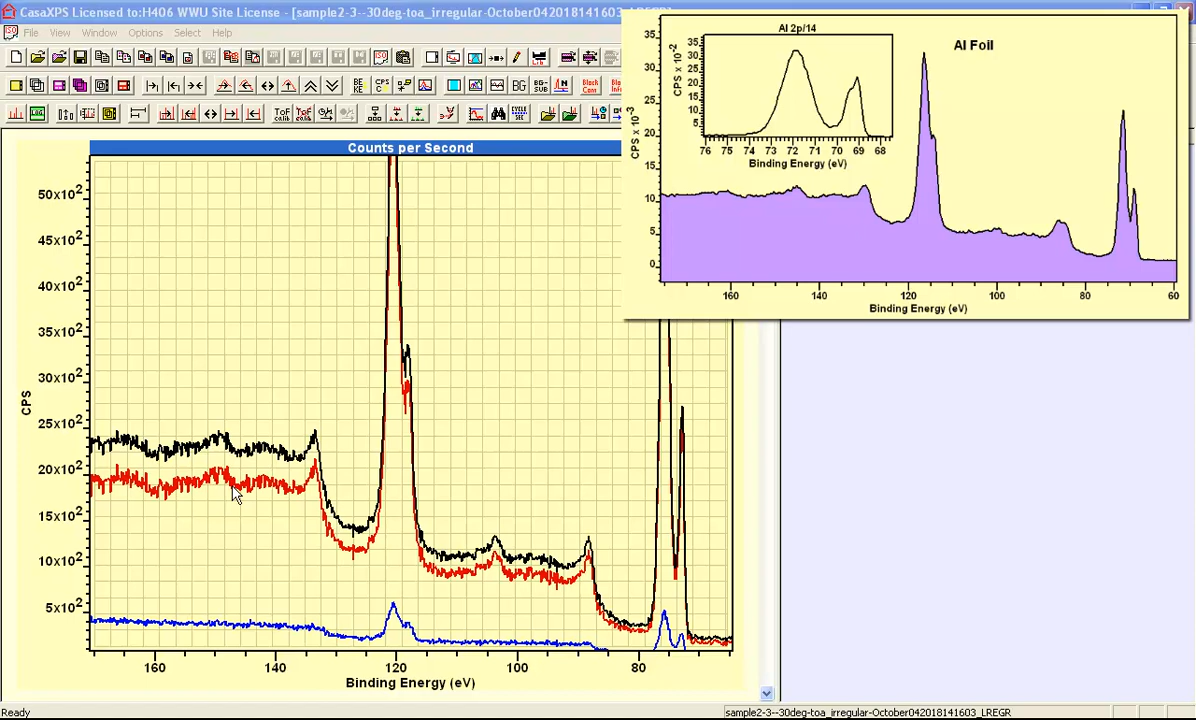 CasaXPS Licensed to:H406 WWU Site License - [sample2-3--30deg-toa_irregular-October042018141603_LREGR]
File View Window Options Select Help
Counts per Second
50x10²
45x10²
40x10²
35x10²
30x10²
25x10²
20x10²
15x10²
10x10²
5x10²
CPS
160 140 120 100 80
Binding Energy (eV)
Al Foil
CPS x 10⁻³
35
30
25
20
15
10
5
0
160 140 120 100 80 60
Binding Energy (eV)
Al 2p/14
CPS x 10⁻²
35
30
25
20
15
10
5
76 75 74 73 72 71 70 69 68
Binding Energy (eV)
Ready
sample2-3--30deg-toa_irregular-October042018141603_LREGR